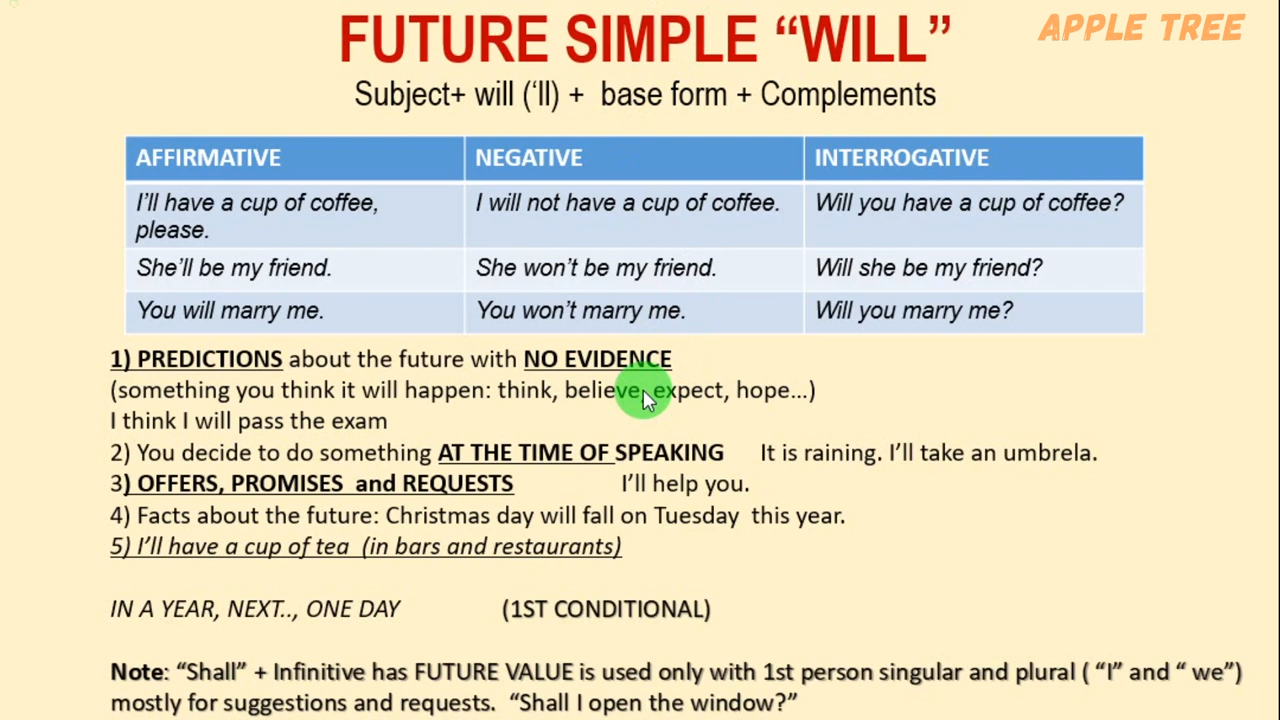 FUTURE SIMPLE “WILL”
APPLE TREE
Subject+ will (‘ll) + base form + Complements
AFFIRMATIVE NEGATIVE INTERROGATIVE
I’ll have a cup of coffee, please. I will not have a cup of coffee. Will you have a cup of coffee?
She’ll be my friend. She won’t be my friend. Will she be my friend?
You will marry me. You won’t marry me. Will you marry me?
1) PREDICTIONS about the future with NO EVIDENCE
(something you think it will happen: think, believe, expect, hope...)
I think I will pass the exam
2) You decide to do something AT THE TIME OF SPEAKING It is raining. I’ll take an umbrela.
3) OFFERS, PROMISES and REQUESTS I’ll help you.
4) Facts about the future: Christmas day will fall on Tuesday this year.
5) I’ll have a cup of tea (in bars and restaurants)
IN A YEAR, NEXT.., ONE DAY (1ST CONDITIONAL)
Note: “Shall” + Infinitive has FUTURE VALUE is used only with 1st person singular and plural ( “I” and “ we”)
mostly for suggestions and requests. “Shall I open the window?”